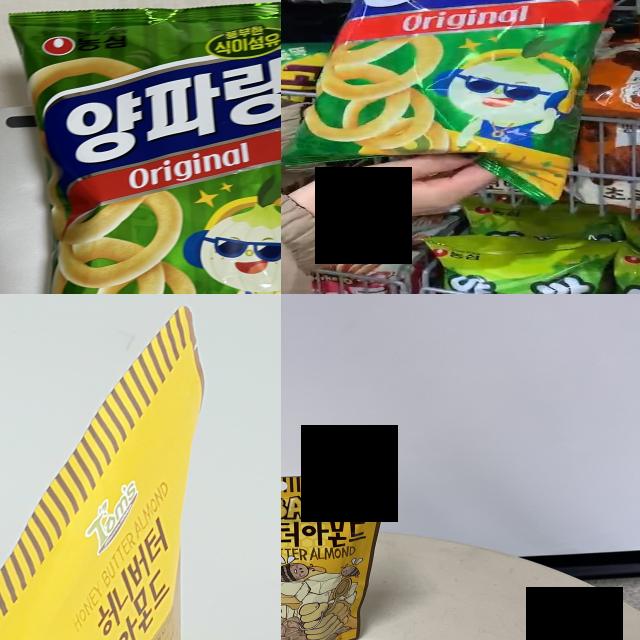 농심
풍부한
식이섬유
양파링
Original
Original
농심
Tom's
HONEY BUTTER ALMOND
허니버터
아몬드
터아몬드
TTER ALMOND